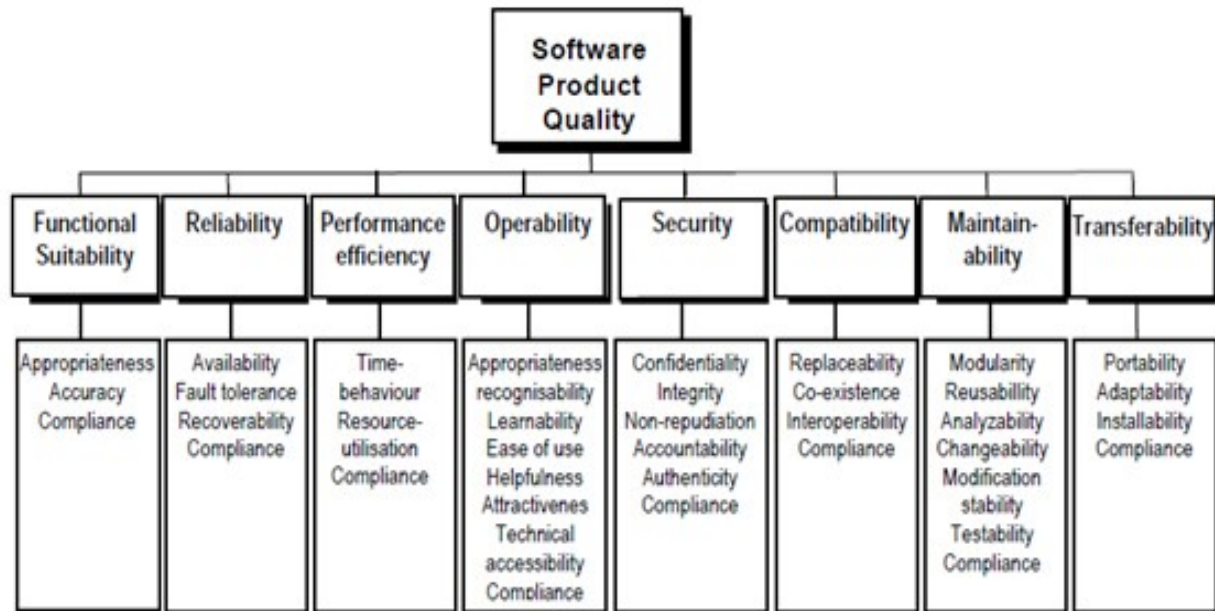 Software
Product
Quality
Functional
Suitability
Reliability
Performance
efficiency
Operability
Security
Compatibility
Maintain-
ability
Transferability
Appropriateness
Accuracy
Compliance
Availability
Fault tolerance
Recoverability
Compliance
Time-
behaviour
Resource-
utilisation
Compliance
Appropriateness
recognisability
Learnability
Ease of use
Helpfulness
Attractivenes
Technical
accessibility
Compliance
Confidentiality
Integrity
Non-repudiation
Accountability
Authenticity
Compliance
Replaceability
Co-existence
Interoperability
Compliance
Modularity
Reusabillity
Analyzability
Changeability
Modification
stability
Testability
Compliance
Portability
Adaptability
Installability
Compliance